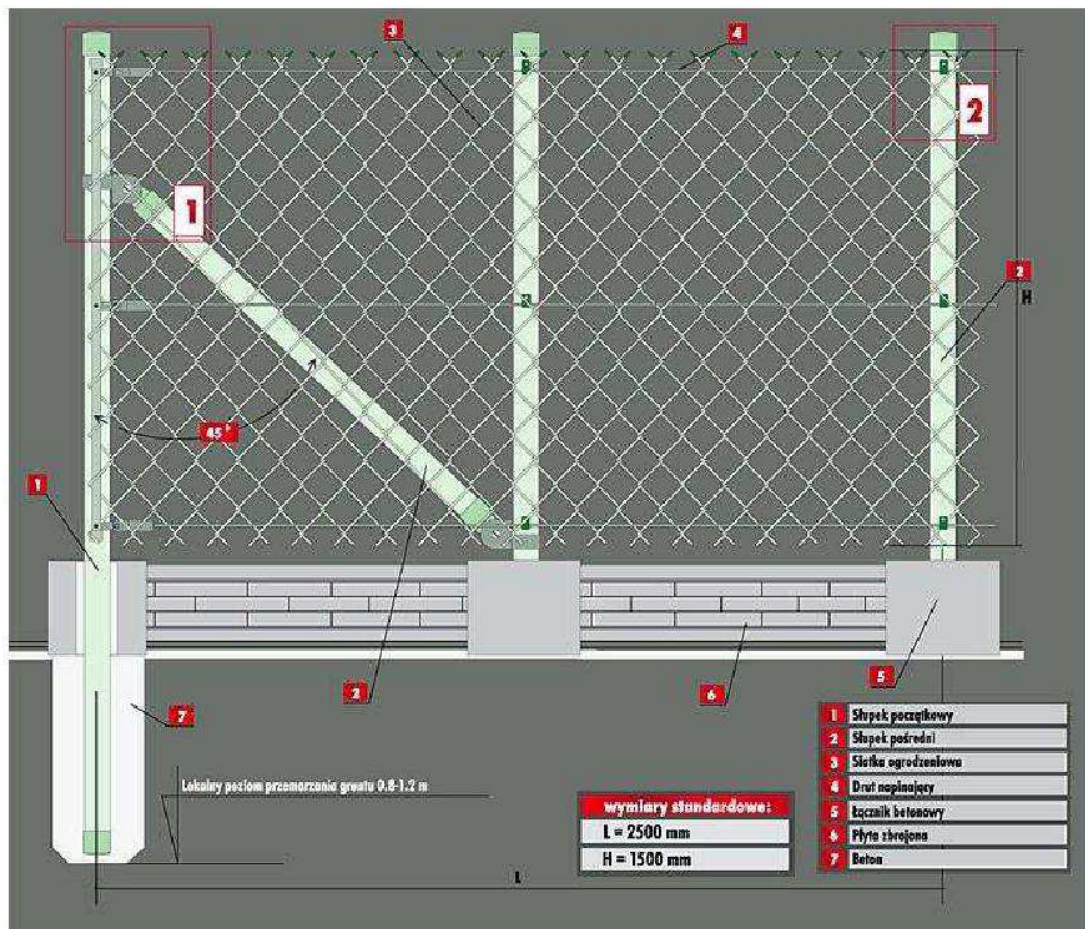 3
4
1
2
2
H
45°
1
2
6
5
7
Lokalny poziom przemarzania gruntu 0.8-1.2 m
L
wymiary standardowe:
L = 2500 mm
H = 1500 mm
1 Słupek początkowy
2 Słupek pośredni
3 Siatka ogrodzeniowa
4 Drut napinający
5 Łącznik betonowy
6 Płyta zbrojona
7 Beton